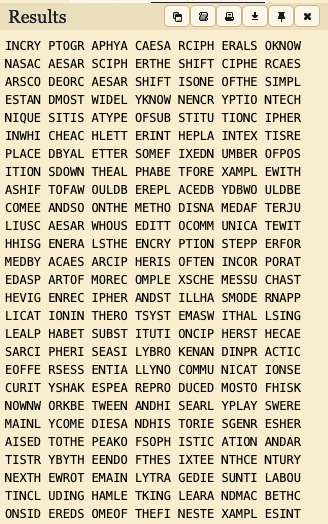 Results
INCRY PTOGR APHYA CAESA RCIPH ERALS OKNOW
NASAC AESAR SCIPH ERTHE SHIFT CIPHE RCAES
ARSCO DEORC AESAR SHIFT ISONE OFTHE SIMPL
ESTAN DMOST WIDEL YKNOW NENCR YPTIO NTECH
NIQUE SITIS ATYPE OFSUB STITU TIONC IPHER
INWHI CHEAC HLETT ERINT HEPLA INTEX TISRE
PLACE DBYAL ETTER SOMEF IXEDN UMBER OFPOS
ITION SDOWN THEAL PHABE TFORE XAMPL EWITH
ASHIF TOFAW OULDB EREPL ACEDB YDBWO ULDBE
COMEE ANDSO ONTHE METHO DISNA MEDAF TERJU
LIUSC AESAR WHOUS EDITT OCOMM UNICA TEWIT
HHISG ENERA LSTHE ENCRY PTION STEPP ERFOR
MEDBY ACAES ARCIP HERIS OFTEN INCOR PORAT
EDASP ARTOF MOREC OMPLE XSCHE MESSU CHAST
HEVIG ENREC IPHER ANDST ILLHA SMODE RNAPP
LICAT IONIN THERO TSYST EMASW ITHAL LSING
LEALP HABET SUBST ITUTI ONCIP HERST HECAE
SARCI PHERI SEASI LYBRO KENAN DINPR ACTIC
EOFFE RSESS ENTIA LLYNO COMMU NICAT IONSE
CURIT YSHAK ESPEA REPRO DUCED MOSTO FHISK
NOWNW ORKBE TWEEN ANDHI SEARL YPLAY SWERE
MAINL YCOME DIESA NDHIS TORIE SGENR ESHER
AISED TOTHE PEAKO FSOPH ISTIC ATION ANDAR
TISTR YBYTH EENDO FTHES IXTEE NTHCE NTURY
NEXTH EWROT EMAIN LYTRA GEDIE SUNTI LABOU
TINCL UDING HAMLE TKING LEARA NDMAC BETHC
ONSID EREDS OMEOF THEFI NESTE XAMPL ESINT